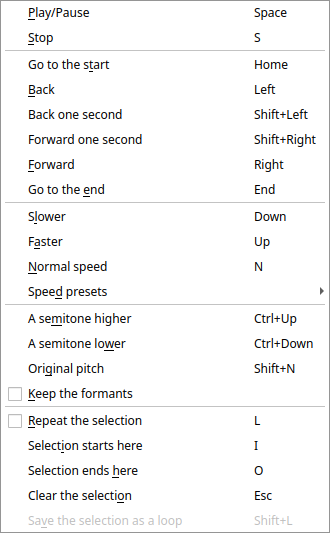 Play/Pause Space
Stop S
Go to the start Home
Back Left
Back one second Shift+Left
Forward one second Shift+Right
Forward Right
Go to the end End
Slower Down
Faster Up
Normal speed N
Speed presets
A semitone higher Ctrl+Up
A semitone lower Ctrl+Down
Original pitch Shift+N
Keep the formants
Repeat the selection L
Selection starts here I
Selection ends here O
Clear the selection Esc
Save the selection as a loop Shift+L